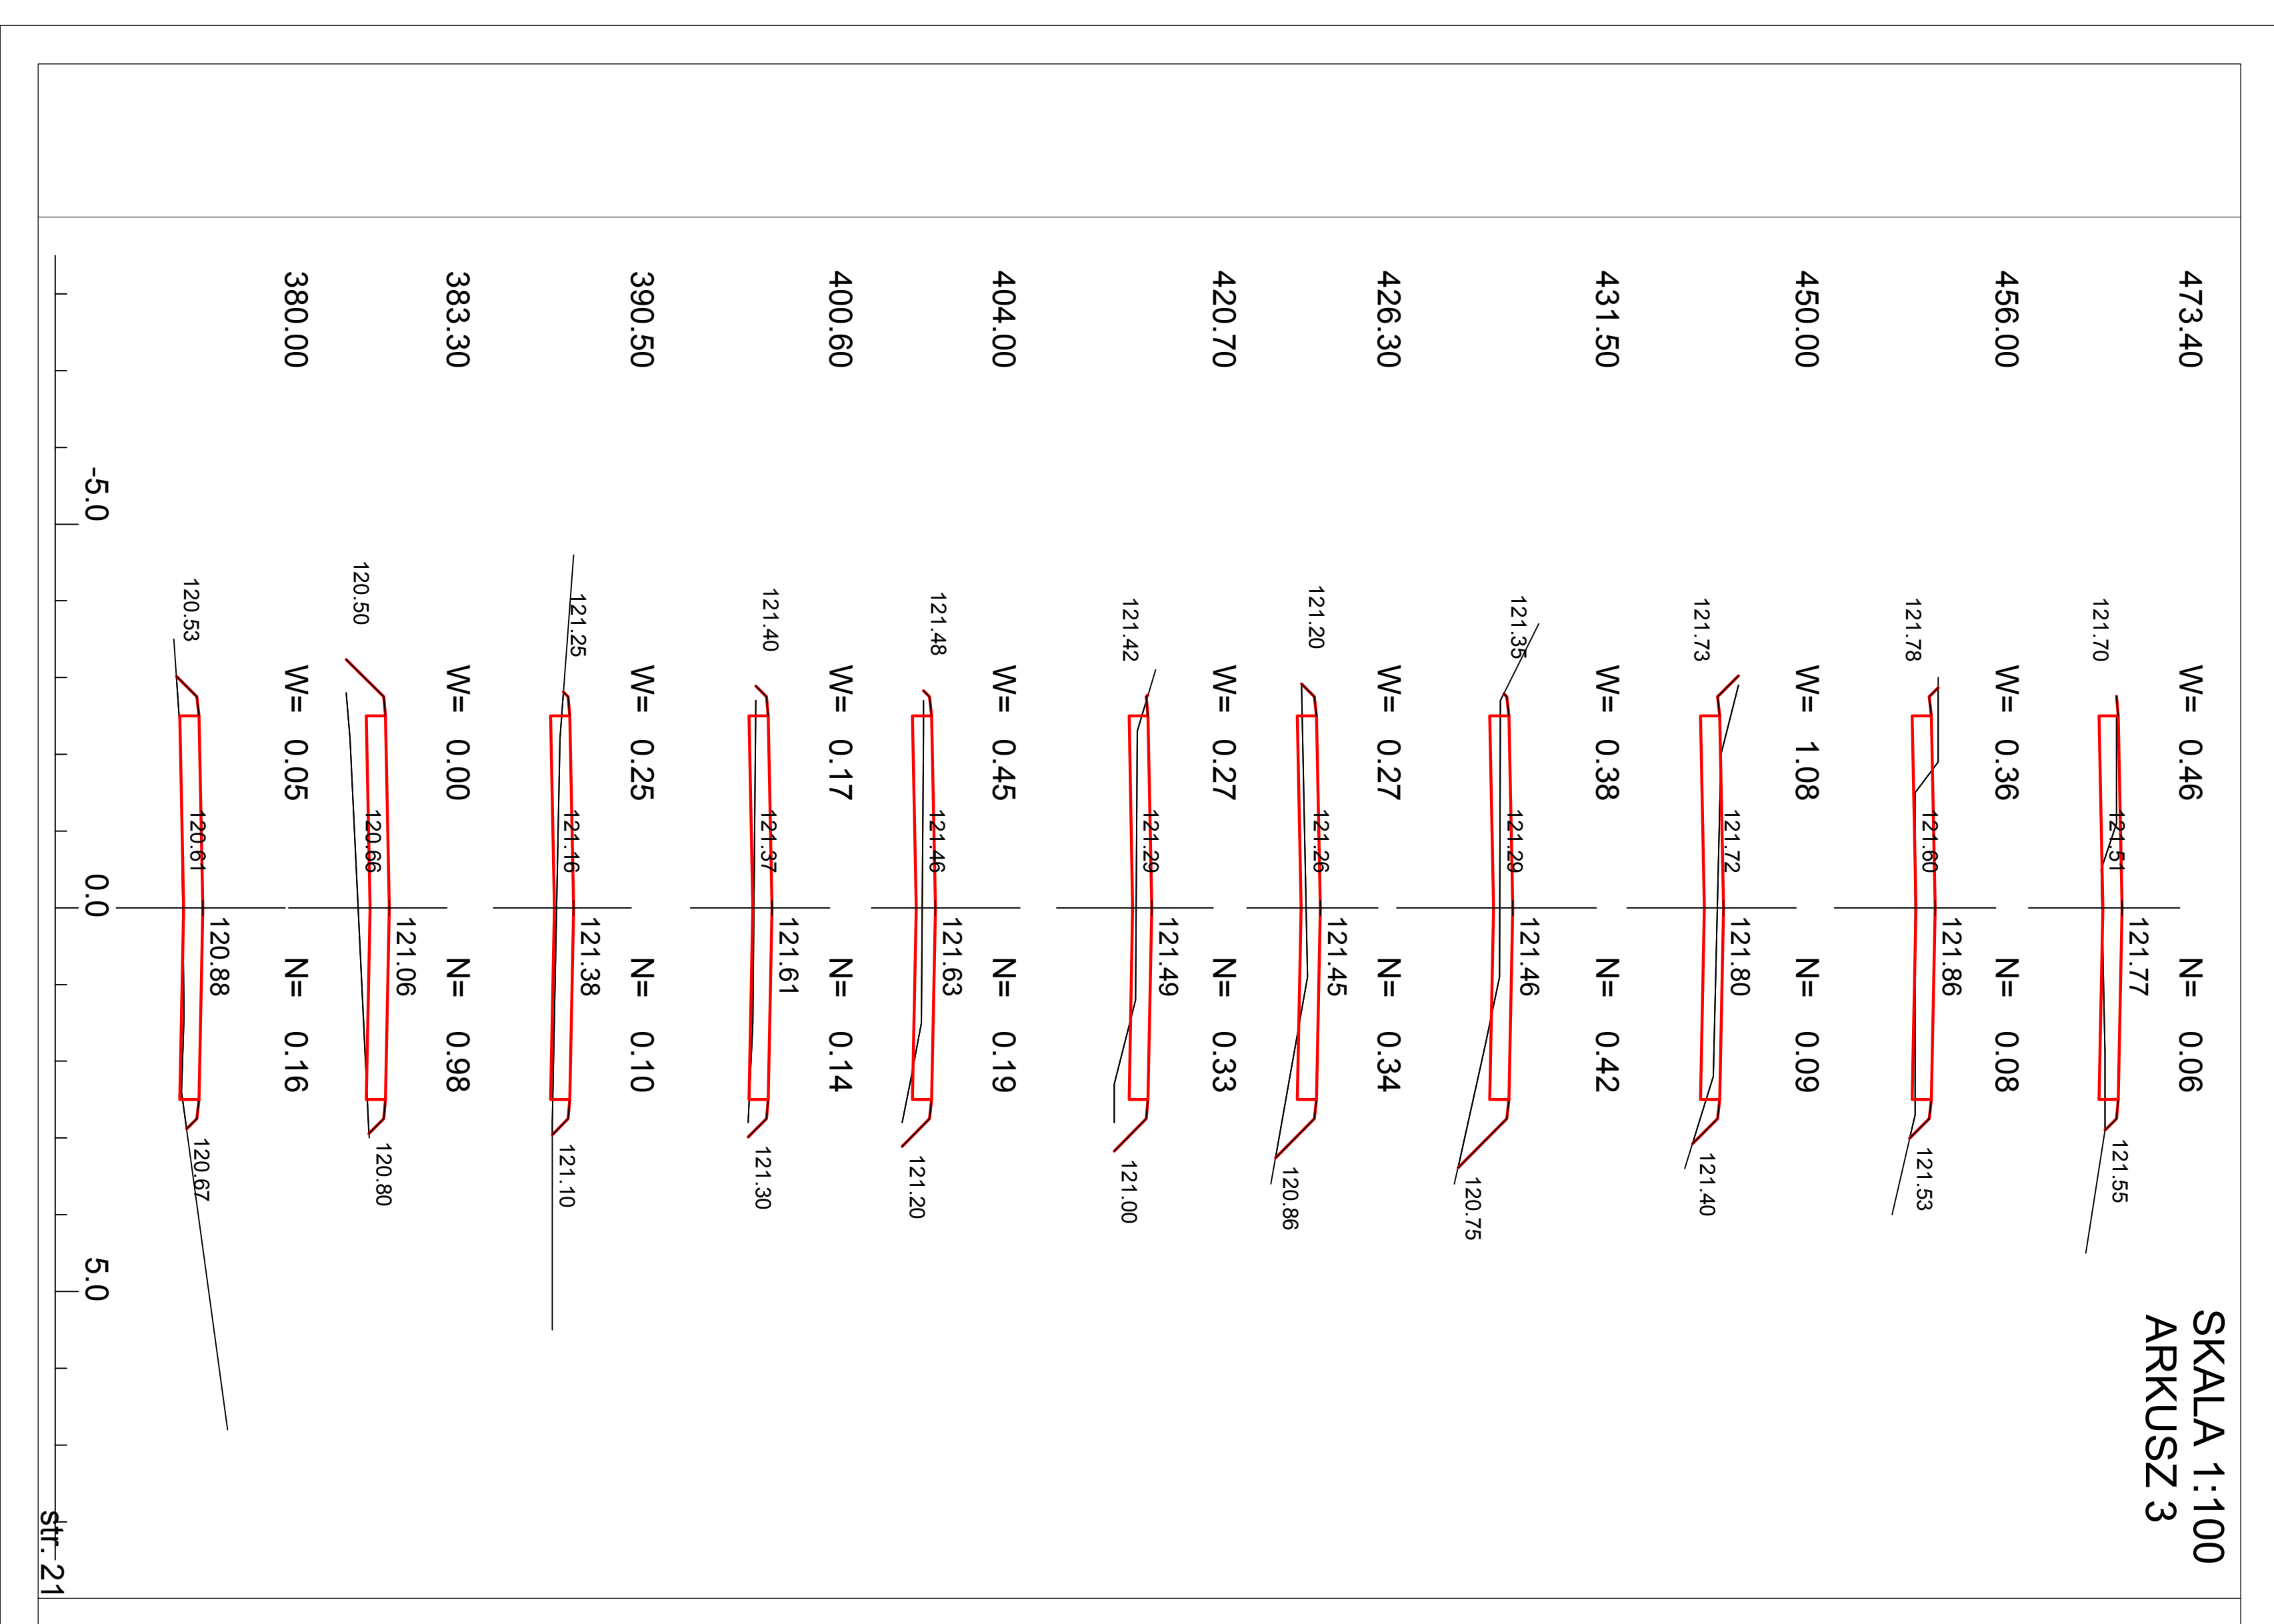 SKALA 1:100
ARKUSZ 3
473.40 W= 0.46 N= 0.06
121.70 121.51 121.77 121.55
456.00 W= 0.36 N= 0.08
121.78 121.60 121.86 121.53
450.00 W= 1.08 N= 0.09
121.73 121.72 121.80 121.40
431.50 W= 0.38 N= 0.42
121.35 121.29 121.46 120.75
426.30 W= 0.27 N= 0.34
121.20 121.26 121.45 120.86
420.70 W= 0.27 N= 0.33
121.42 121.29 121.49 121.00
404.00 W= 0.45 N= 0.19
121.48 121.46 121.63 121.20
400.60 W= 0.17 N= 0.14
121.40 121.37 121.61 121.30
390.50 W= 0.25 N= 0.10
121.25 121.16 121.38 121.10
383.30 W= 0.00 N= 0.98
120.50 120.66 121.06 120.80
380.00 W= 0.05 N= 0.16
120.53 120.61 120.88 120.67
-5.0 0.0 5.0
str. 21